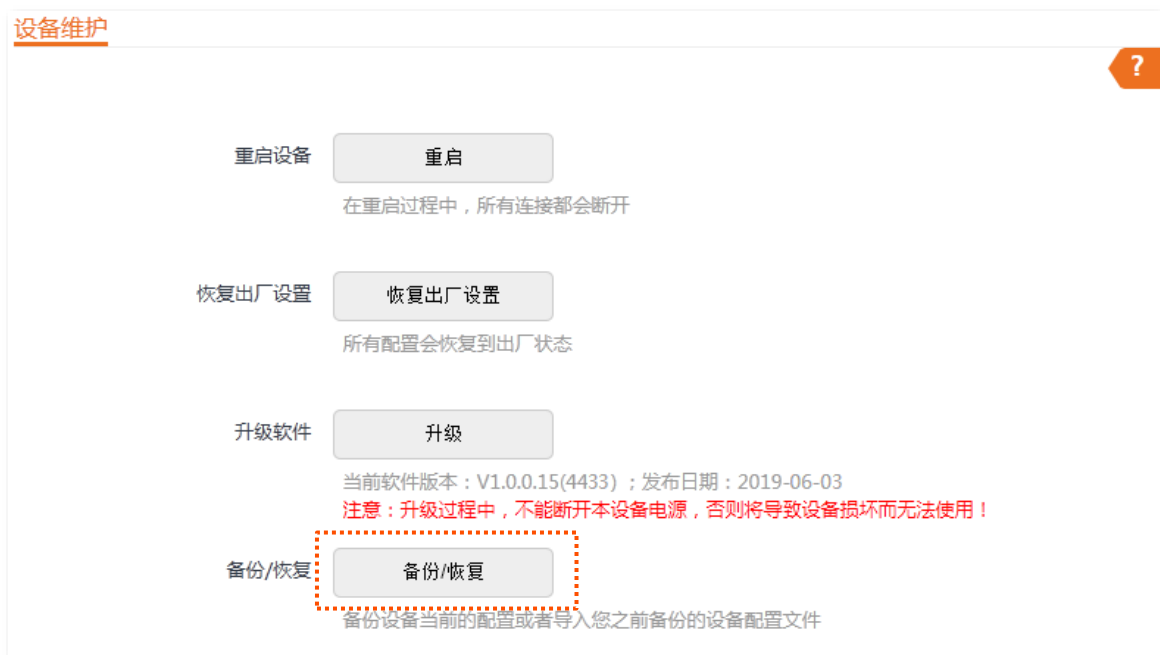 设备维护
?
重启设备 重启
在重启过程中，所有连接都会断开
恢复出厂设置 恢复出厂设置
所有配置会恢复到出厂状态
升级软件 升级
当前软件版本：V1.0.0.15(4433)；发布日期：2019-06-03
注意：升级过程中，不能断开本设备电源，否则将导致设备损坏而无法使用！
备份/恢复 备份/恢复
备份设备当前的配置或者导入您之前备份的设备配置文件